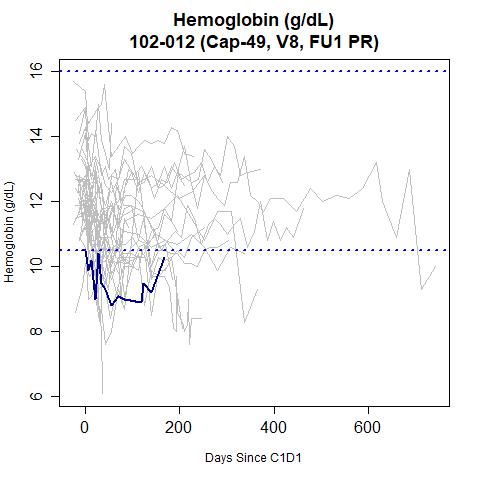 Hemoglobin (g/dL)
102-012 (Cap-49, V8, FU1 PR)
Hemoglobin (g/dL)
16
14
12
10
8
6
0
200
400
600
Days Since C1D1